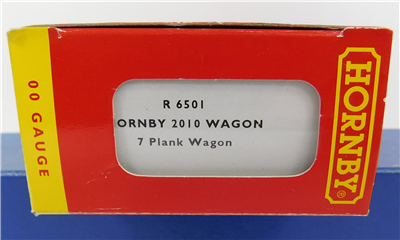 00 GAUGE
R 6501
ORNBY 2010 WAGON
7 Plank Wagon
HORNBY